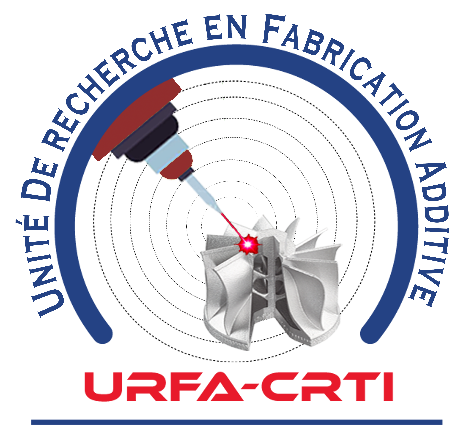 UNITÉ DE RECHERCHE EN FABRICATION ADDITIVE
URFA-CRTI